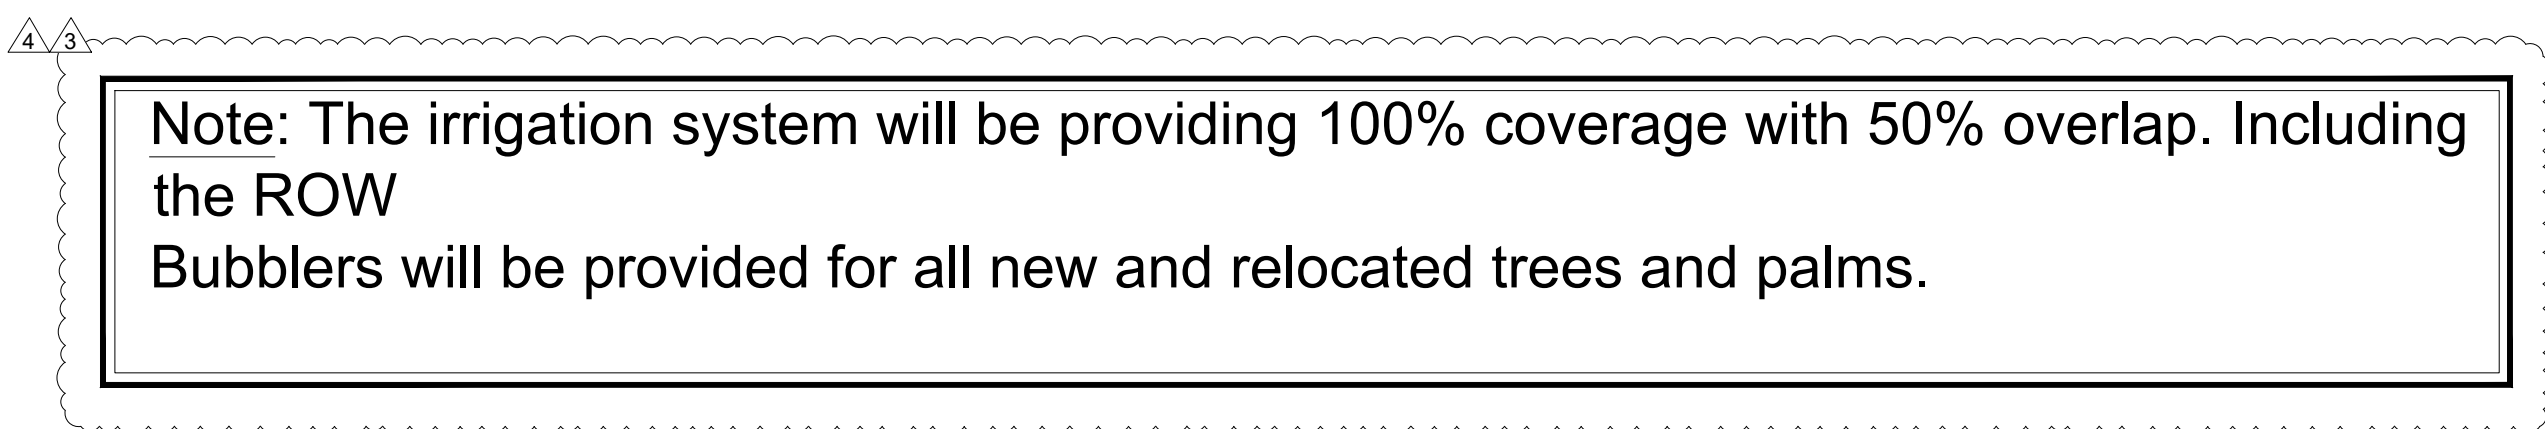 4 3
Note: The irrigation system will be providing 100% coverage with 50% overlap. Including
the ROW
Bubblers will be provided for all new and relocated trees and palms.